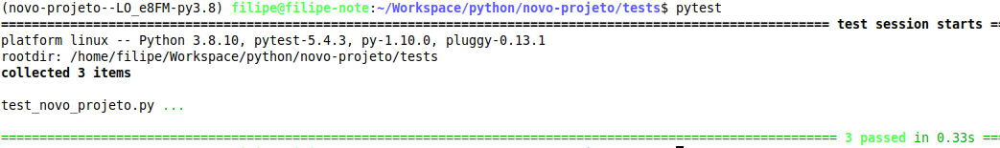 (novo-projeto--LO_e8FM-py3.8) filipe@filipe-note:~/Workspace/python/novo-projeto/tests$ pytest
============================================================================================================ test session starts ==
platform linux -- Python 3.8.10, pytest-5.4.3, py-1.10.0, pluggy-0.13.1
rootdir: /home/filipe/Workspace/python/novo-projeto/tests
collected 3 items
test_novo_projeto.py ...
============================================================================================================= 3 passed in 0.33s ===